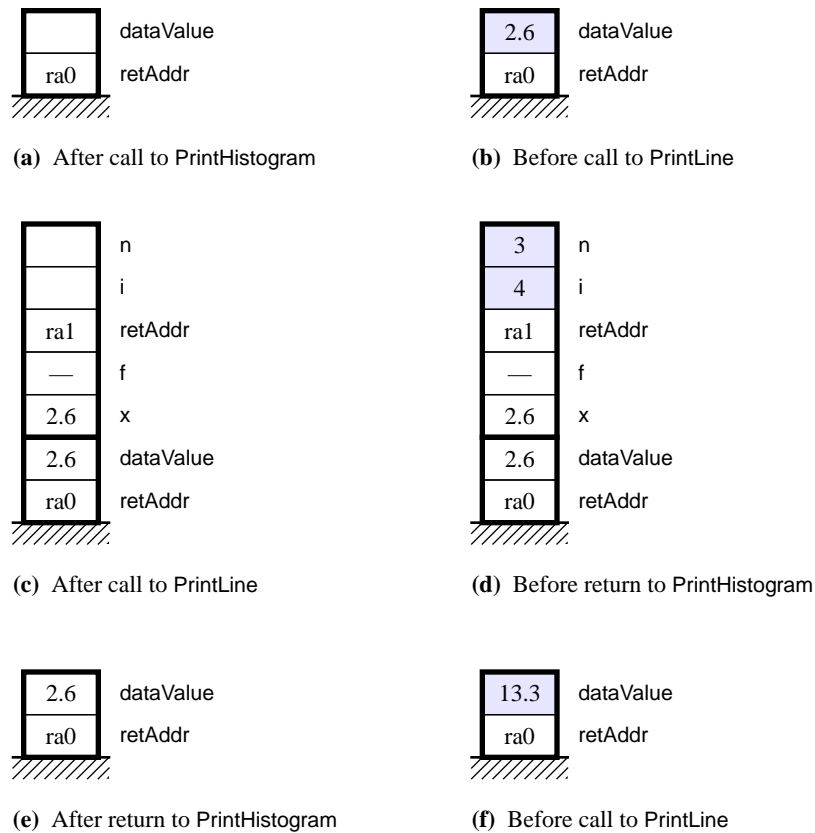 dataValue
ra0 retAddr
(a) After call to PrintHistogram
2.6 dataValue
ra0 retAddr
(b) Before call to PrintLine
n
i
ra1 retAddr
— f
2.6 x
2.6 dataValue
ra0 retAddr
(c) After call to PrintLine
3 n
4 i
ra1 retAddr
— f
2.6 x
2.6 dataValue
ra0 retAddr
(d) Before return to PrintHistogram
2.6 dataValue
ra0 retAddr
(e) After return to PrintHistogram
13.3 dataValue
ra0 retAddr
(f) Before call to PrintLine